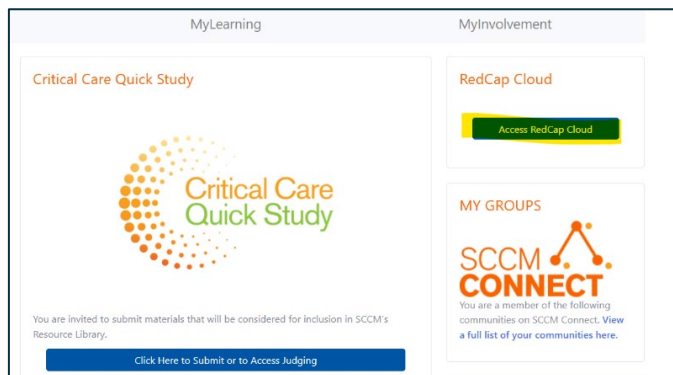 MyLearning
MyInvolvement
Critical Care Quick Study
Critical Care
Quick Study
You are invited to submit materials that will be considered for inclusion in SCCM's
Resource Library.
Click Here to Submit or to Access Judging
RedCap Cloud
Access RedCap Cloud
MY GROUPS
SCCM
CONNECT
You are a member of the following
communities on SCCM Connect. View
a full list of your communities here.